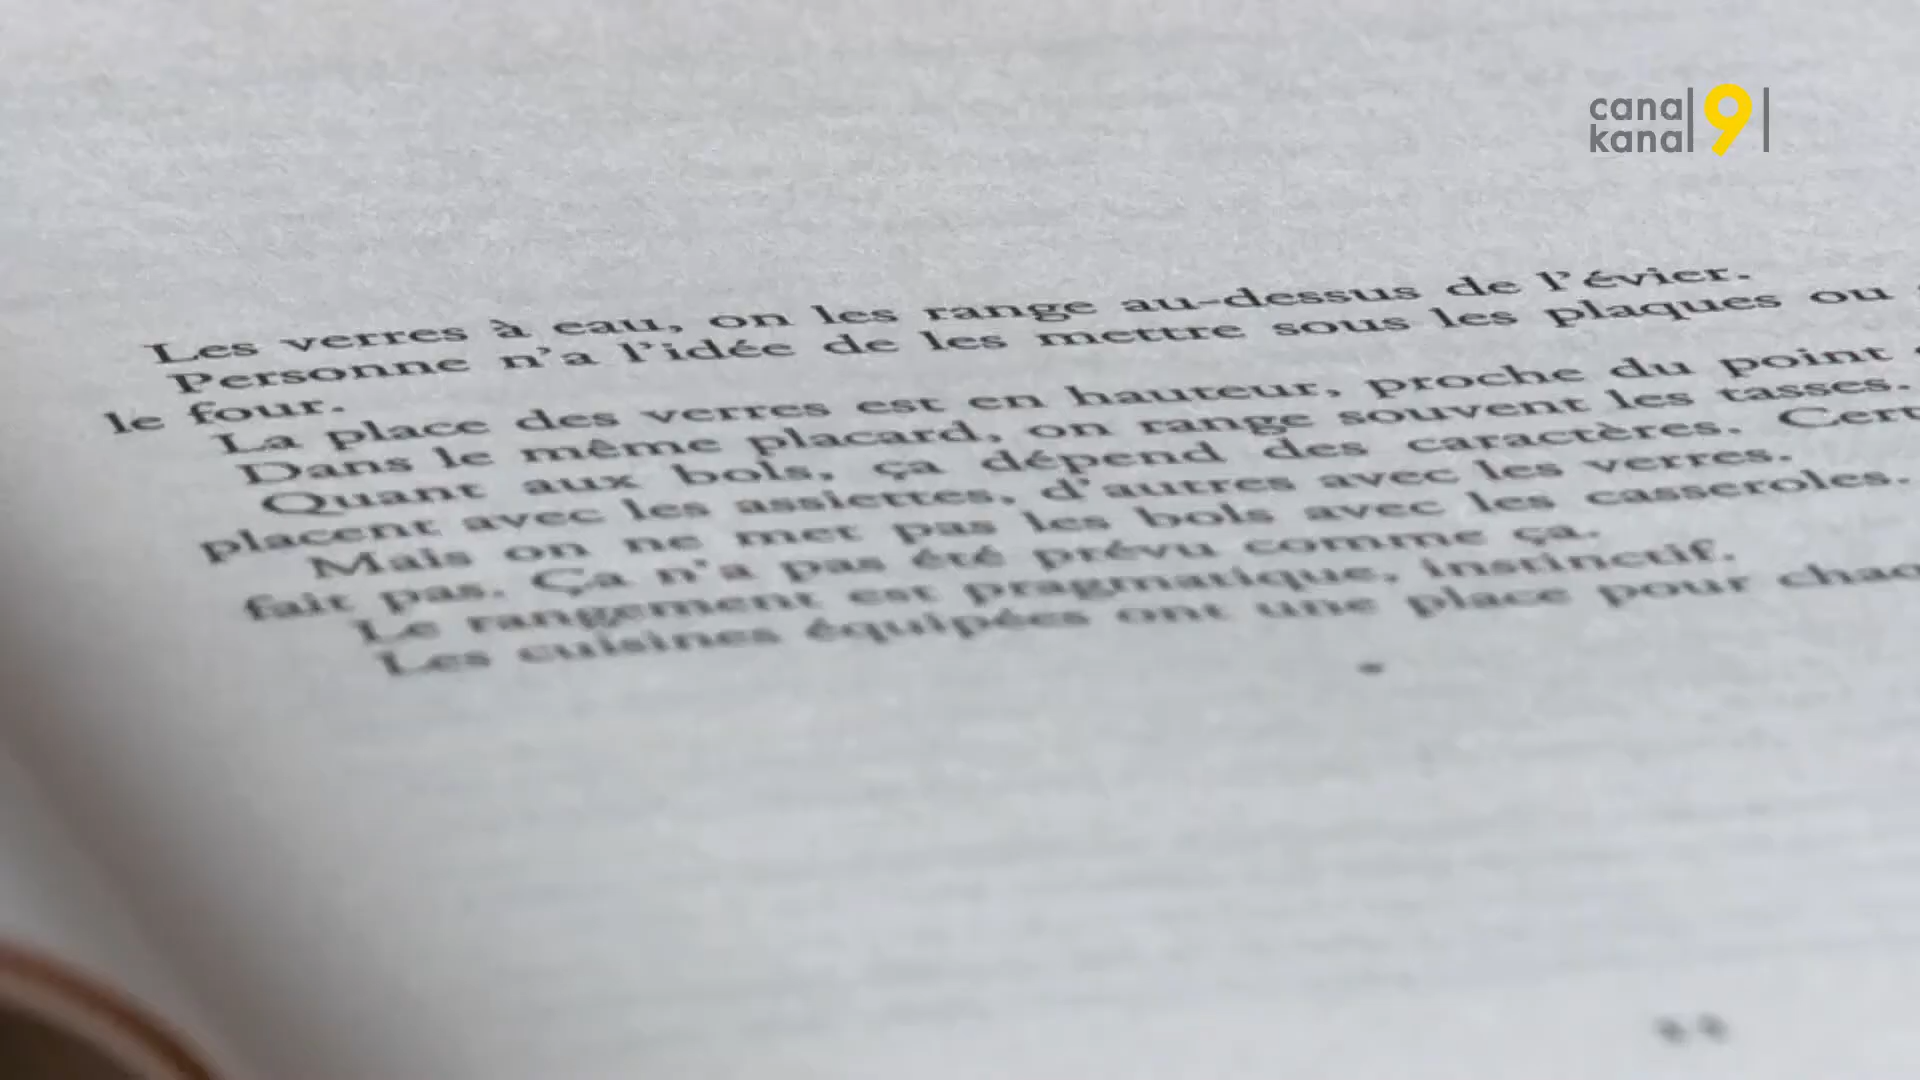 canal 9
kanal
Les verres à eau, on les range au-dessus de l'évier.
Personne n'a l'idée de les mettre sous les plaques ou
le four.
La place des verres est en hauteur, proche du point
Dans le même placard, on range souvent les tasses.
Quant aux bols, ça dépend des caractères. Cert
placent avec les assiettes, d'autres avec les verres.
Mais on ne met pas les bols avec les casseroles.
fait pas. Ça n'a pas été prévu comme ça.
Le rangement est pragmatique, instinctif.
Les cuisines équipées ont une place pour chaq